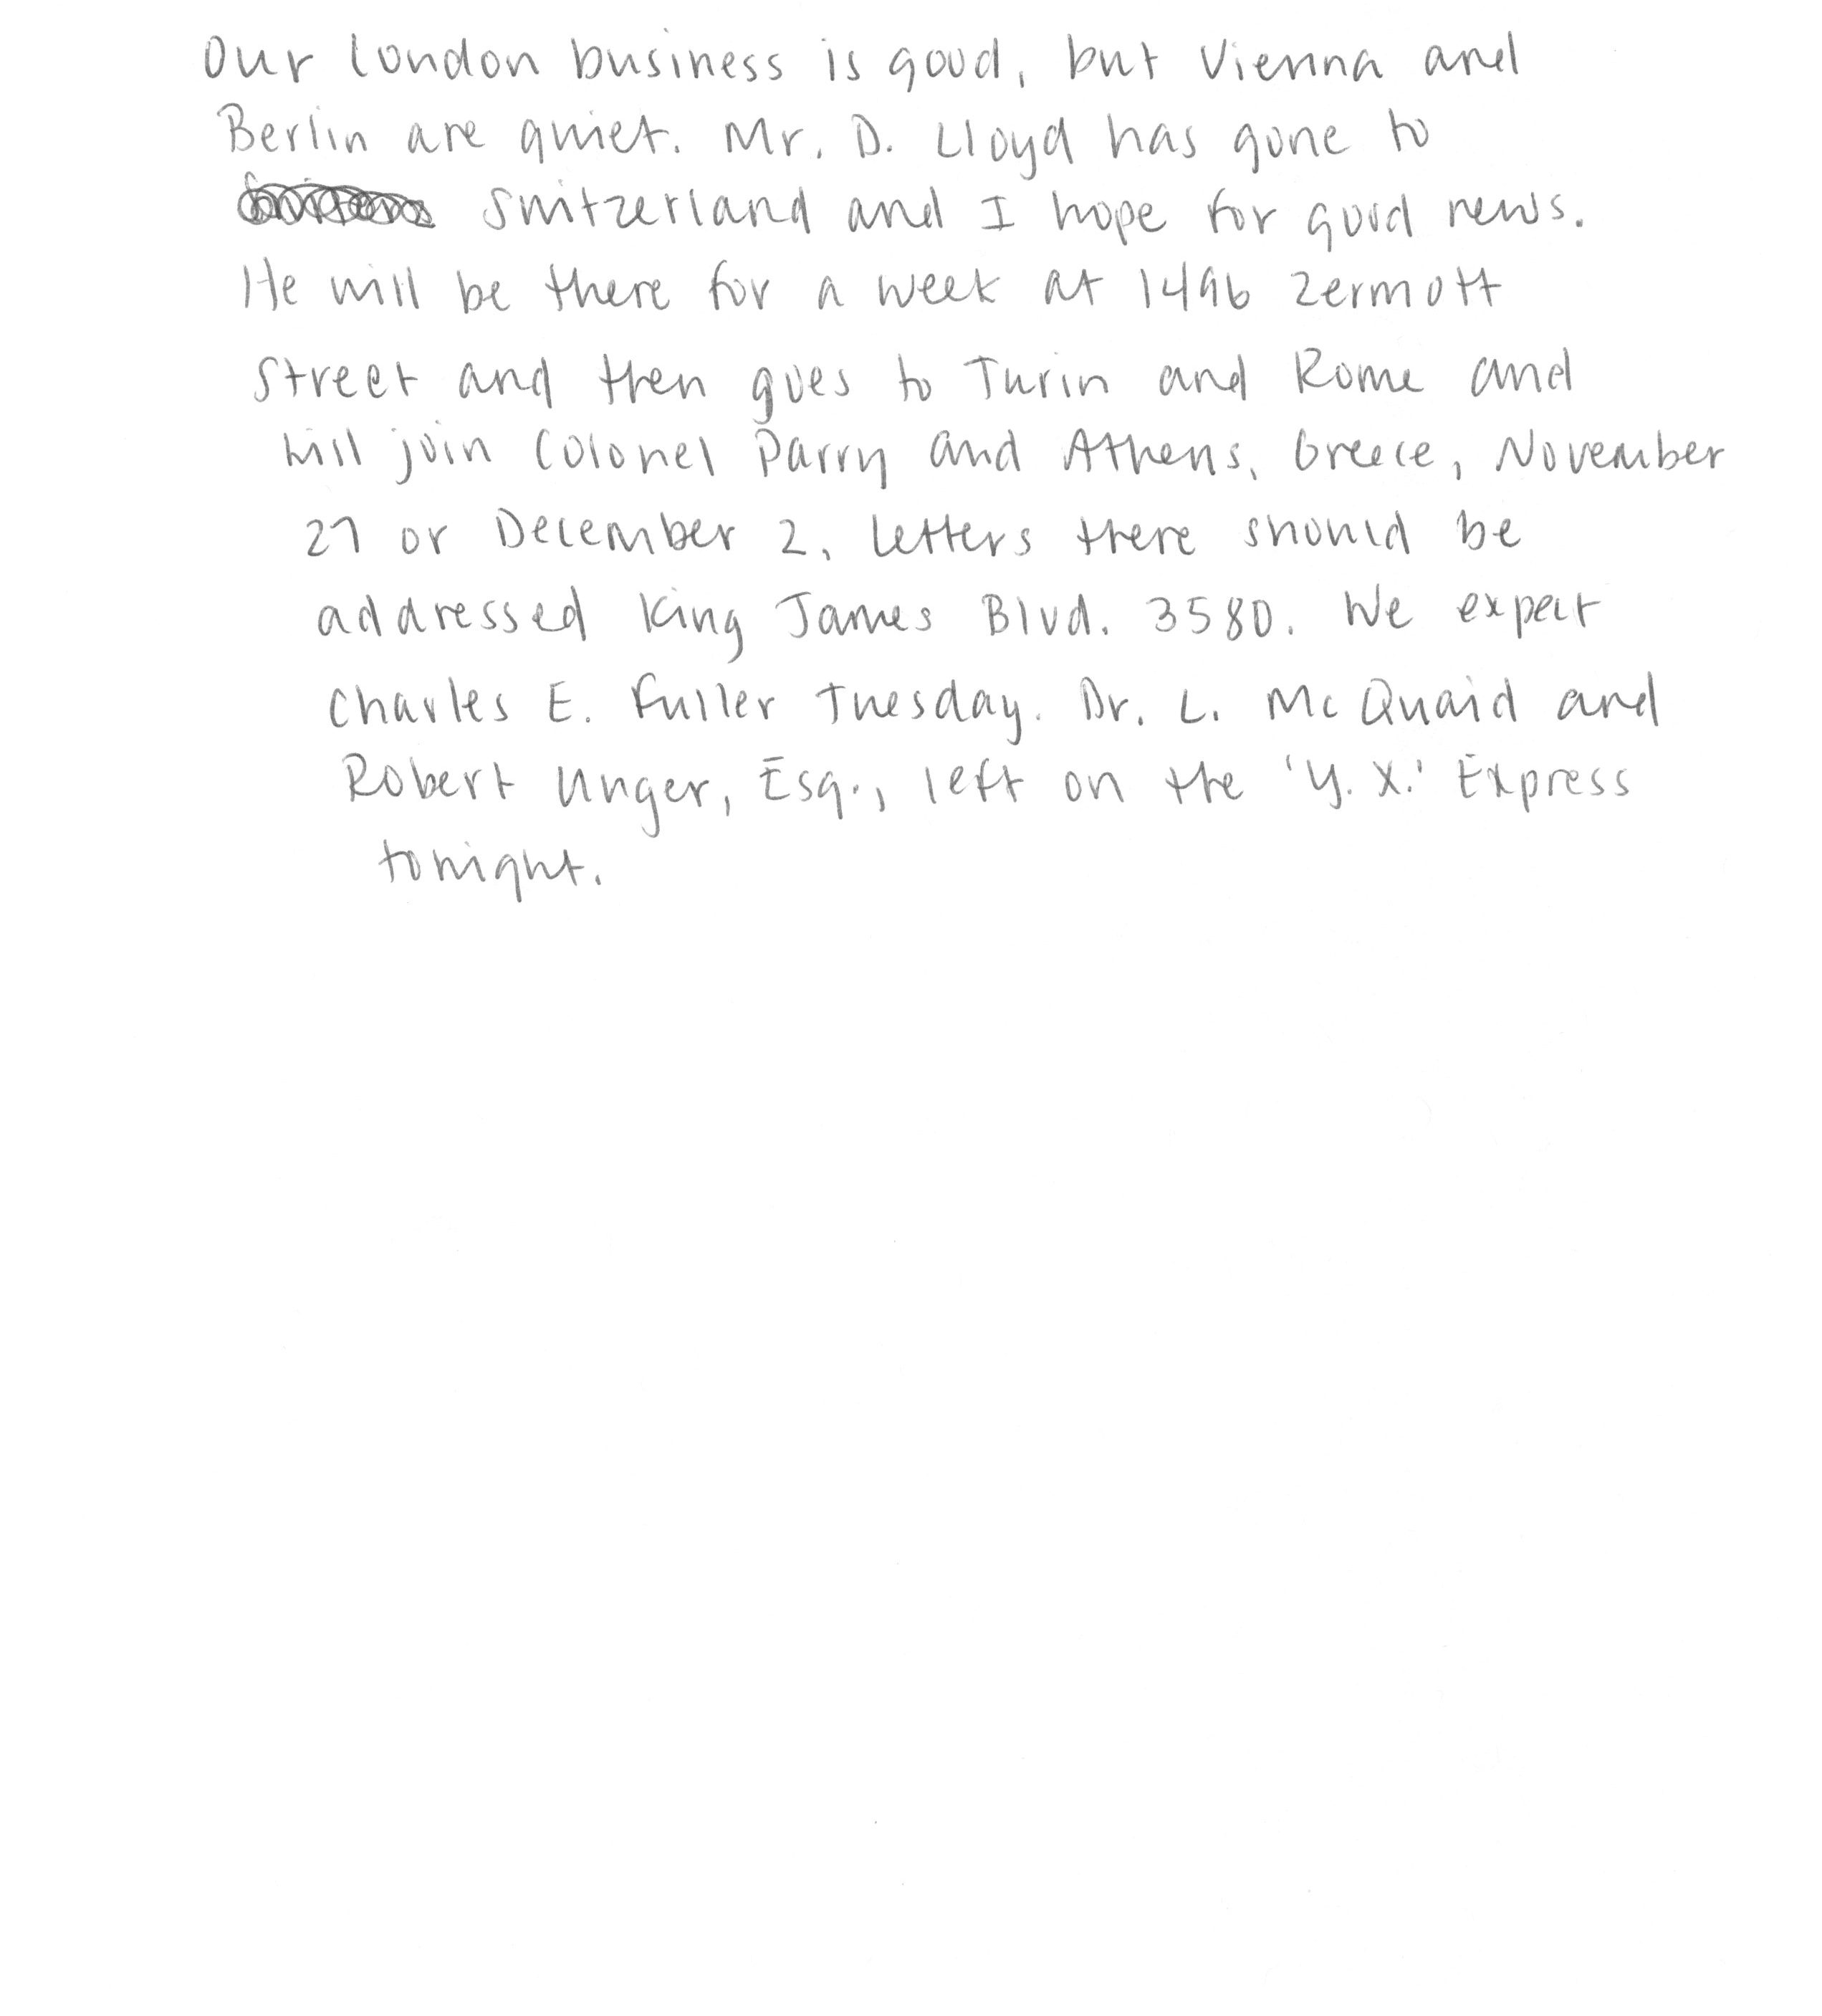 Our London business is good, but Vienna and
Berlin are quiet. Mr. D. Lloyd has gone to
Switzerland and I hope for good news.
He will be there for a week at 1496 Zermott
Street and then goes to Turin and Rome and
will join Colonel Parry and Athens, Greece, November
27 or December 2. Letters there should be
addressed King James Blvd. 3580. We expect
Charles E. Fuller Tuesday. Dr. L. McQuaid and
Robert Unger, Esq., left on the 'Y.X.' Express
tonight.